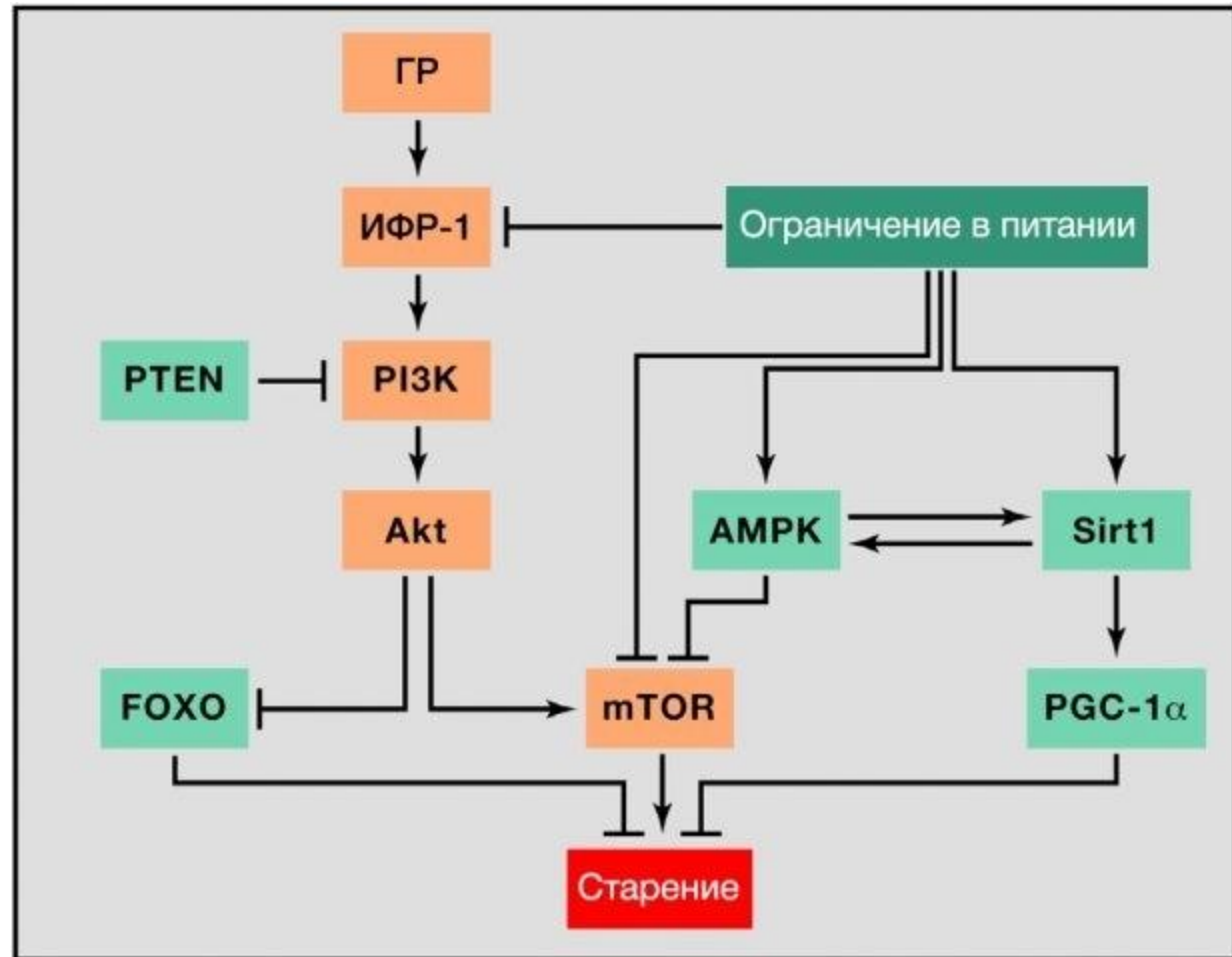 ГР
ИФР-1
Ограничение в питании
PTEN
PI3K
Akt
AMPK
Sirt1
FOXO
mTOR
PGC-1α
Старение